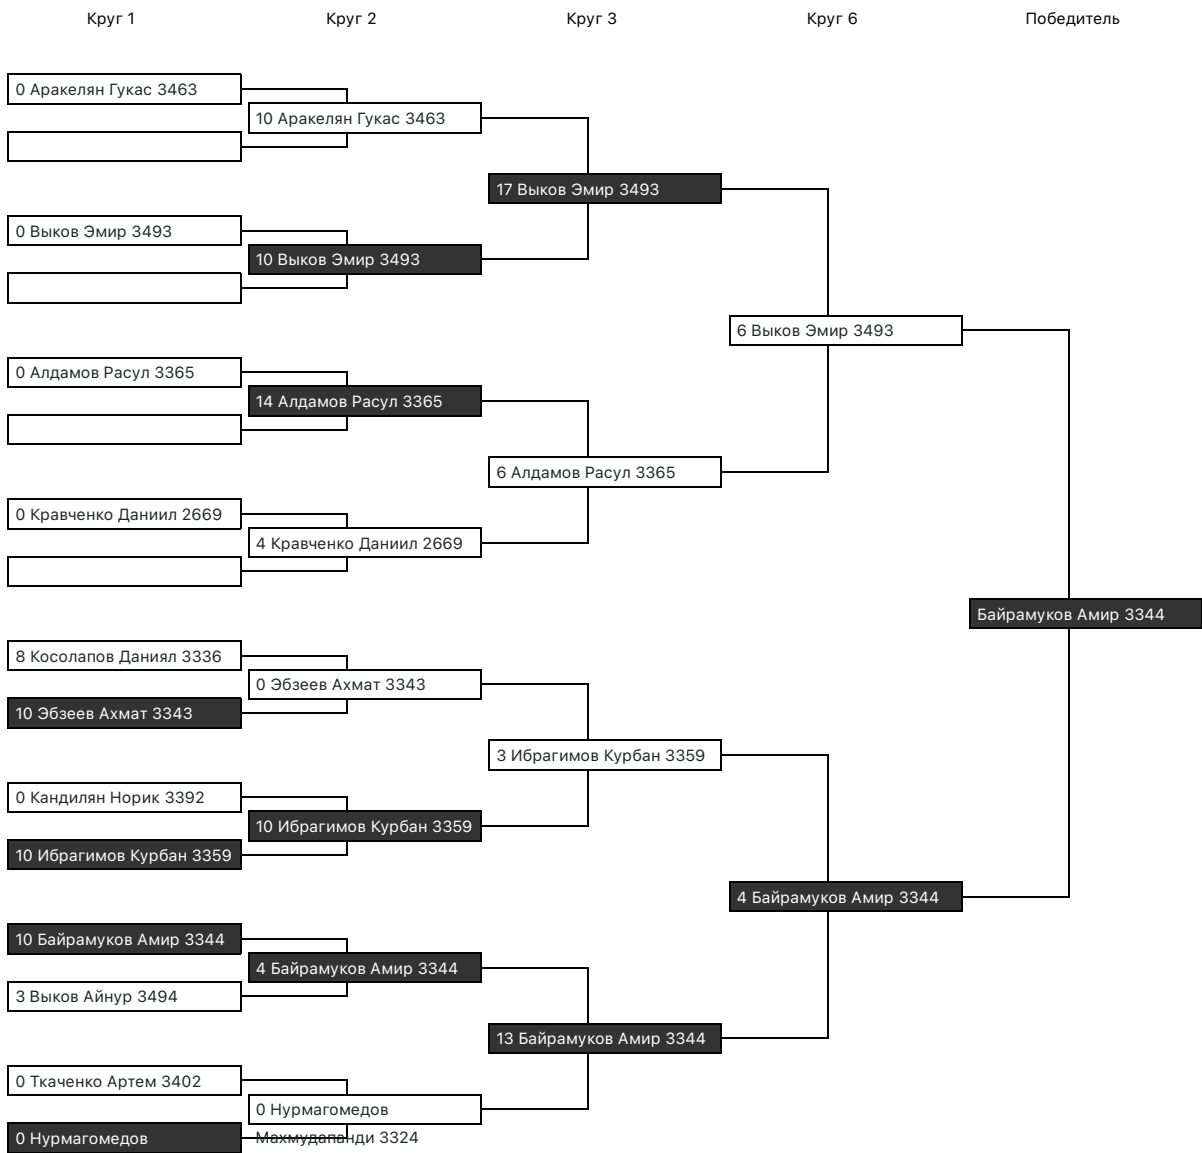 Круг 1
Круг 2
Круг 3
Круг 6
Победитель
0 Аракелян Гукас 3463
10 Аракелян Гукас 3463
17 Выков Эмир 3493
0 Выков Эмир 3493
10 Выков Эмир 3493
6 Выков Эмир 3493
0 Алдамов Расул 3365
14 Алдамов Расул 3365
6 Алдамов Расул 3365
0 Кравченко Даниил 2669
4 Кравченко Даниил 2669
Байрамуков Амир 3344
8 Косолапов Даниял 3336
0 Эбзеев Ахмат 3343
10 Эбзеев Ахмат 3343
3 Ибрагимов Курбан 3359
0 Кандилян Норик 3392
10 Ибрагимов Курбан 3359
10 Ибрагимов Курбан 3359
4 Байрамуков Амир 3344
10 Байрамуков Амир 3344
4 Байрамуков Амир 3344
3 Выков Айнур 3494
13 Байрамуков Амир 3344
0 Ткаченко Артем 3402
0 Нурмагомедов
Махмудапанди 3324
0 Нурмагомедов